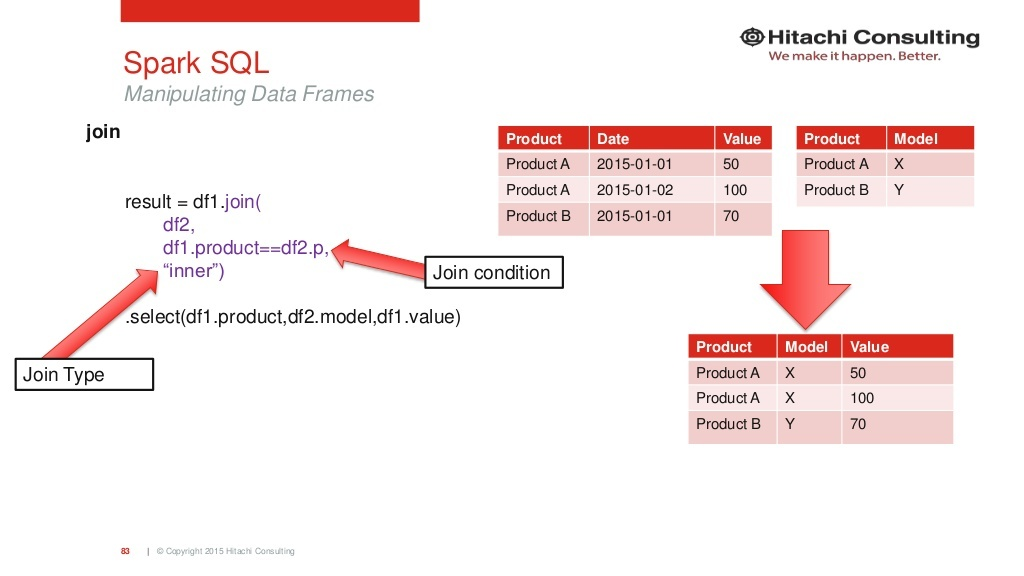 Hitachi Consulting
We make it happen. Better.
Spark SQL
Manipulating Data Frames
join
result = df1.join(
df2,
df1.product==df2.p,
“inner”)
.select(df1.product,df2.model,df1.value)
Join condition
Join Type
Product Date Value
Product A 2015-01-01 50
Product A 2015-01-02 100
Product B 2015-01-01 70
Product Model
Product A X
Product B Y
Product Model Value
Product A X 50
Product A X 100
Product B Y 70
83 | © Copyright 2015 Hitachi Consulting